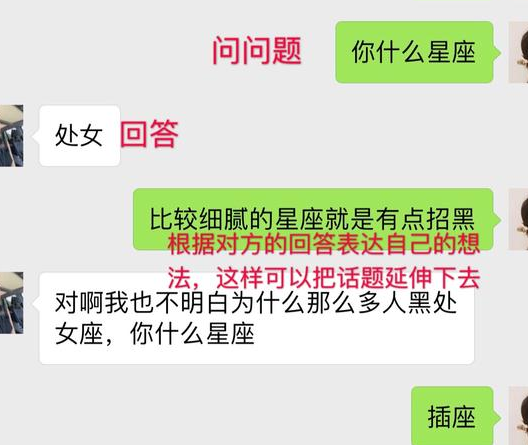 问问题
你什么星座
处女
回答
比较细腻的星座就是有点招黑
根据对方的回答表达自己的想
法，这样可以把话题延伸下去
对啊我也不明白为什么那么多人黑处
女座，你什么星座
插座